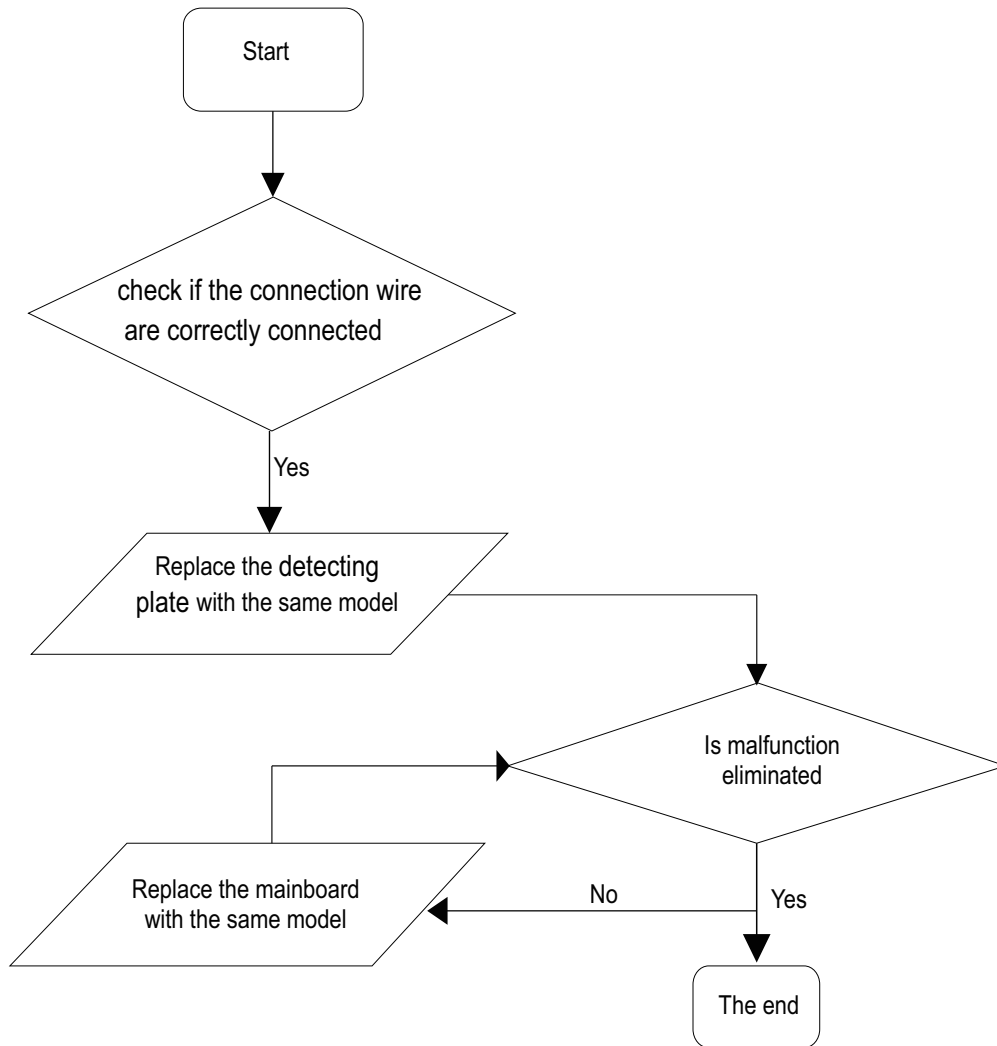 Start
check if the connection wire
are correctly connected
Yes
Replace the detecting
plate with the same model
Is malfunction
eliminated
Replace the mainboard
with the same model
No
Yes
The end